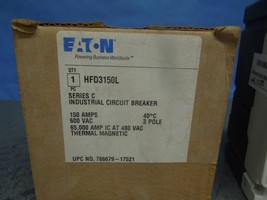 EATON
Powering Business Worldwide
QTY
1 HFD3150L
PC
SERIES C
INDUSTRIAL CIRCUIT BREAKER
150 AMPS 40°C
600 VAC 3 POLE
65,000 AMP IC AT 480 VAC
THERMAL MAGNETIC
UPC NO. 786679-17021